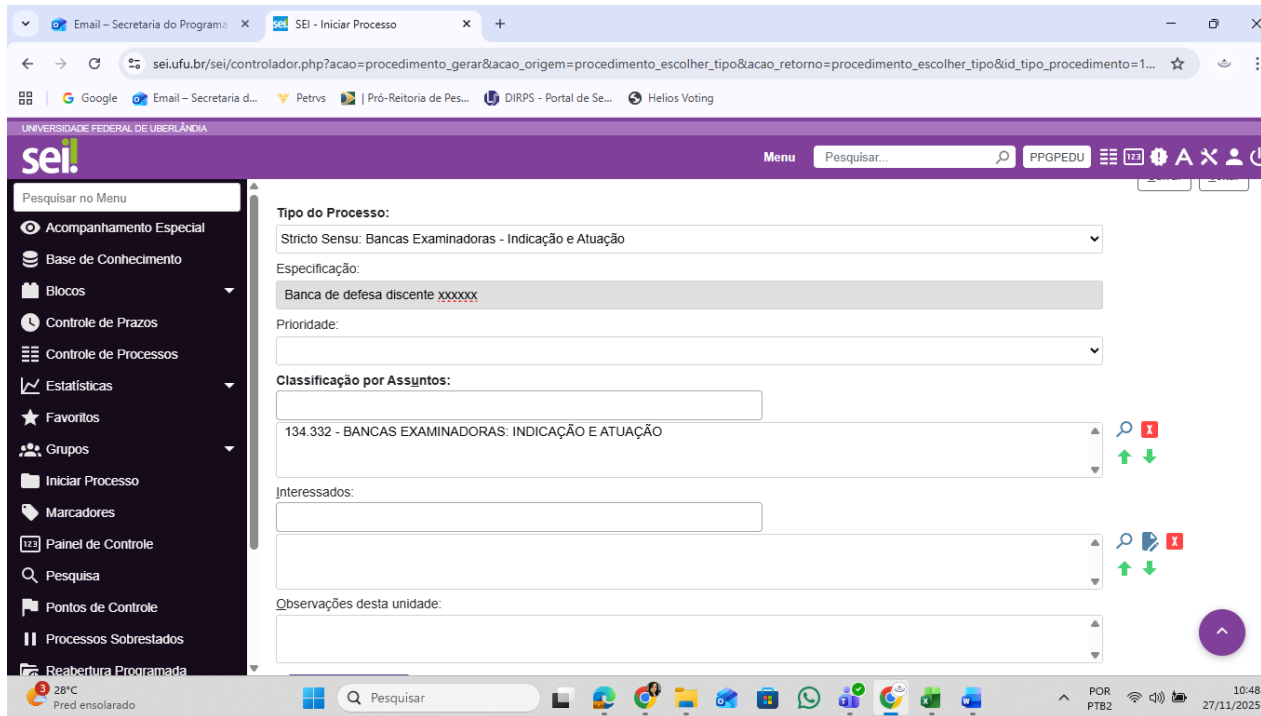 Email – Secretaria do Programa
SEI - Iniciar Processo
sei.ufu.br/sei/controlador.php?acao=procedimento_gerar&acao_origem=procedimento_escolher_tipo&acao_retorno=procedimento_escolher_tipo&id_tipo_procedimento=1...
Google Email – Secretaria d... Petrvs | Pró-Reitoria de Pes... DIRPS - Portal de Se... Helios Voting
UNIVERSIDADE FEDERAL DE UBERLÂNDIA
sei!
Menu Pesquisar... PPGPEDU 123
Pesquisar no Menu
Acompanhamento Especial
Base de Conhecimento
Blocos
Controle de Prazos
Controle de Processos
Estatísticas
Favoritos
Grupos
Iniciar Processo
Marcadores
123 Painel de Controle
Pesquisa
Pontos de Controle
Processos Sobrestados
Reabertura Programada
Tipo do Processo:
Stricto Sensu: Bancas Examinadoras - Indicação e Atuação
Especificação:
Banca de defesa discente xxxxxx
Prioridade:
Classificação por Assuntos:
134.332 - BANCAS EXAMINADORAS: INDICAÇÃO E ATUAÇÃO
Interessados:
Observações desta unidade:
3 28°C
Pred ensolarado
Pesquisar
POR
PTB2
10:48
27/11/2025